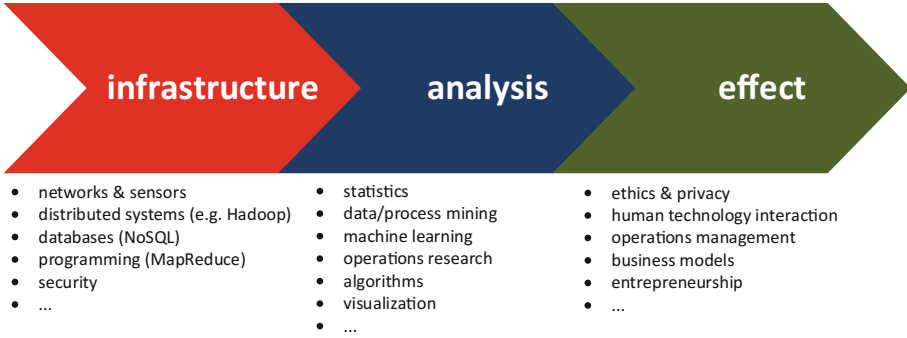 infrastructure
analysis
effect
• networks & sensors
• distributed systems (e.g. Hadoop)
• databases (NoSQL)
• programming (MapReduce)
• security
• ...
• statistics
• data/process mining
• machine learning
• operations research
• algorithms
• visualization
• ...
• ethics & privacy
• human technology interaction
• operations management
• business models
• entrepreneurship
• ...